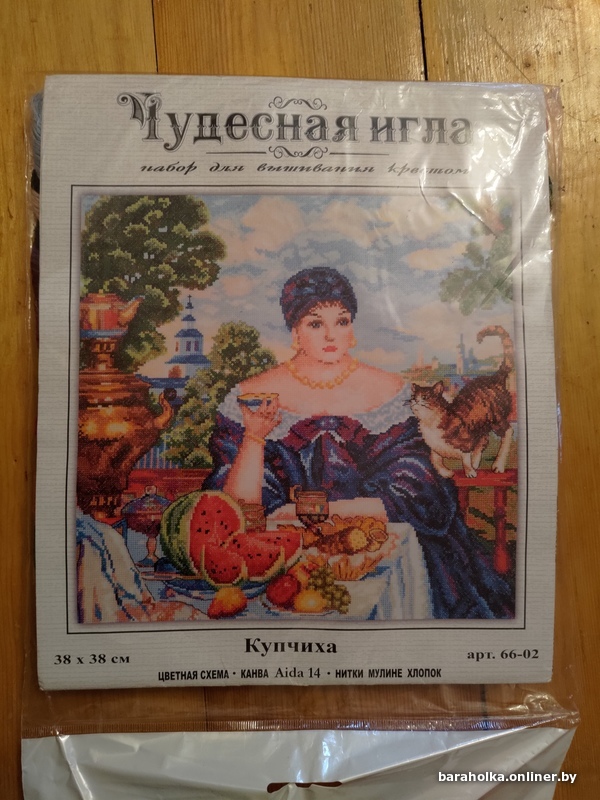 Чудесная игла
набор для вышивания крестом
Купчиха
38 х 38 см
арт. 66-02
ЦВЕТНАЯ СХЕМА · КАНВА Aida 14 · НИТКИ МУЛИНЕ ХЛОПОК
baraholka.onliner.by